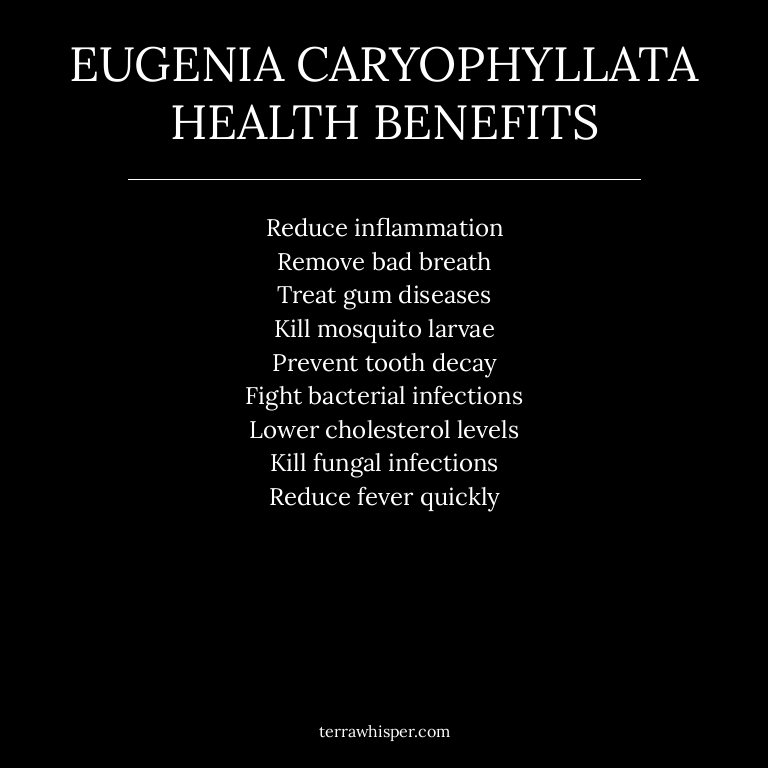 EUGENIA CARYOPHYLLATA
HEALTH BENEFITS
Reduce inflammation
Remove bad breath
Treat gum diseases
Kill mosquito larvae
Prevent tooth decay
Fight bacterial infections
Lower cholesterol levels
Kill fungal infections
Reduce fever quickly
terrawhisper.com